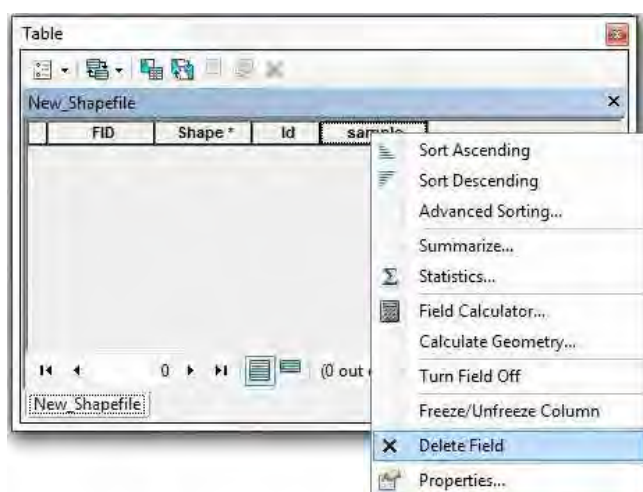 Table
New_Shapefile
FID Shape * Id sample
Sort Ascending
Sort Descending
Advanced Sorting...
Summarize...
Σ Statistics...
Field Calculator...
Calculate Geometry...
0 (0 out
Turn Field Off
New_Shapefile
Freeze/Unfreeze Column
Delete Field
Properties...